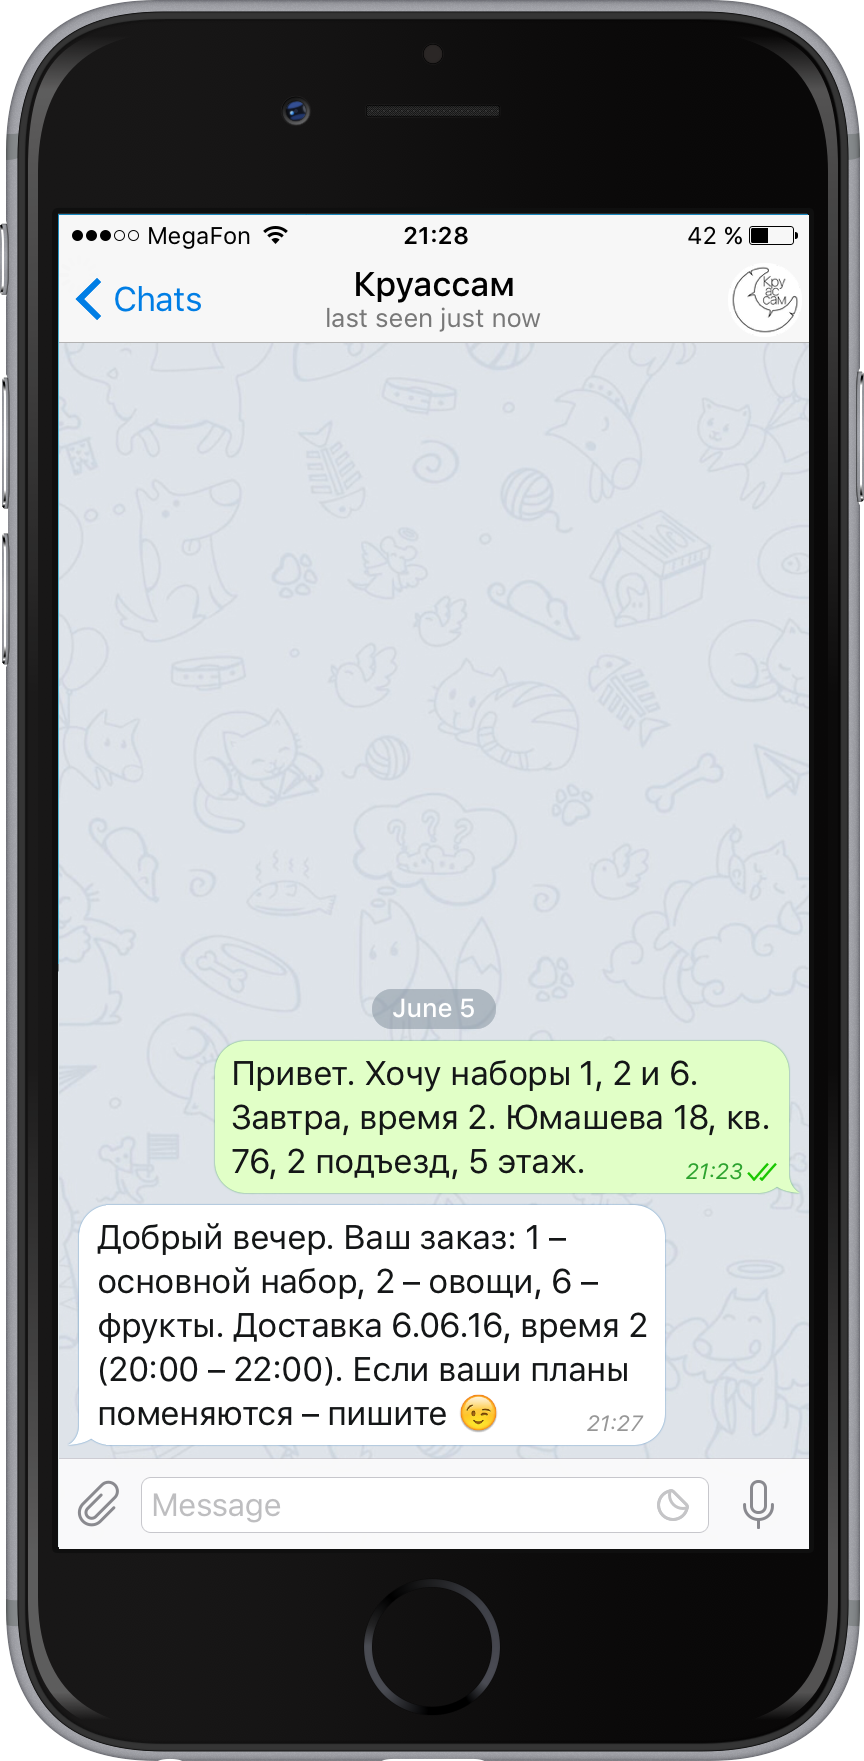 MegaFon 21:28 42 %
Chats
Круассам
last seen just now
Кру
ас
сам
June 5
Привет. Хочу наборы 1, 2 и 6.
Завтра, время 2. Юмашева 18, кв.
76, 2 подъезд, 5 этаж.
21:23
Добрый вечер. Ваш заказ: 1 –
основной набор, 2 – овощи, 6 –
фрукты. Доставка 6.06.16, время 2
(20:00 – 22:00). Если ваши планы
поменяются – пишите 😉
21:27
Message